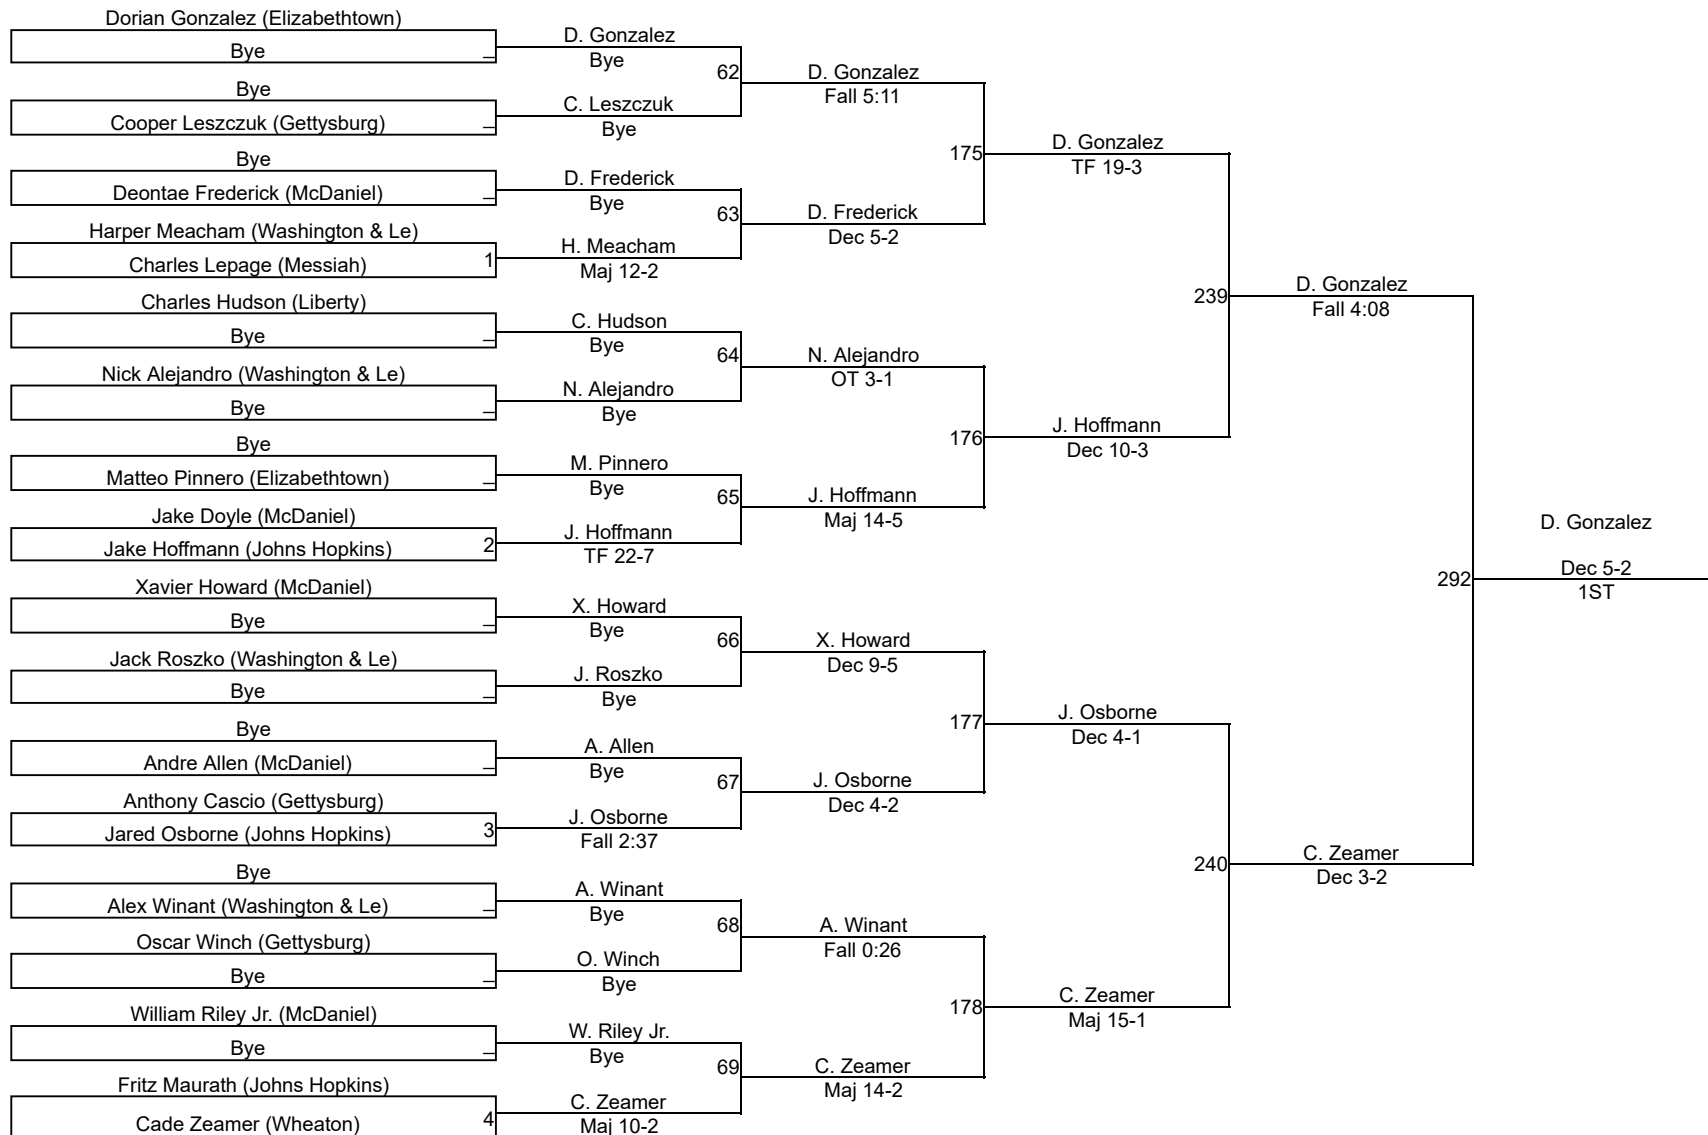 Dorian Gonzalez (Elizabethtown)
Bye _
Bye
Cooper Leszczuk (Gettysburg) _
Bye
Deontae Frederick (McDaniel) _
Harper Meacham (Washington & Le)
Charles Lepage (Messiah) 1
Charles Hudson (Liberty)
Bye _
Nick Alejandro (Washington & Le)
Bye _
Bye
Matteo Pinnero (Elizabethtown) _
Jake Doyle (McDaniel)
Jake Hoffmann (Johns Hopkins) 2
Xavier Howard (McDaniel)
Bye _
Jack Roszko (Washington & Le)
Bye _
Bye
Andre Allen (McDaniel) _
Anthony Cascio (Gettysburg)
Jared Osborne (Johns Hopkins) 3
Bye
Alex Winant (Washington & Le) _
Oscar Winch (Gettysburg)
Bye _
William Riley Jr. (McDaniel)
Bye _
Fritz Maurath (Johns Hopkins)
Cade Zeamer (Wheaton) 4
D. Gonzalez
Bye
62
C. Leszczuk
Bye
D. Frederick
Bye
63
H. Meacham
Maj 12-2
C. Hudson
Bye
64
N. Alejandro
Bye
M. Pinnero
Bye
65
J. Hoffmann
TF 22-7
X. Howard
Bye
66
J. Roszko
Bye
A. Allen
Bye
67
J. Osborne
Fall 2:37
A. Winant
Bye
68
O. Winch
Bye
W. Riley Jr.
Bye
69
C. Zeamer
Maj 10-2
D. Gonzalez
Fall 5:11
175
D. Frederick
Dec 5-2
N. Alejandro
OT 3-1
176
J. Hoffmann
Maj 14-5
X. Howard
Dec 9-5
177
J. Osborne
Dec 4-2
A. Winant
Fall 0:26
178
C. Zeamer
Maj 14-2
D. Gonzalez
TF 19-3
239
J. Hoffmann
Dec 10-3
J. Osborne
Dec 4-1
240
C. Zeamer
Maj 15-1
D. Gonzalez
Fall 4:08
292
C. Zeamer
Dec 3-2
D. Gonzalez
Dec 5-2
1ST